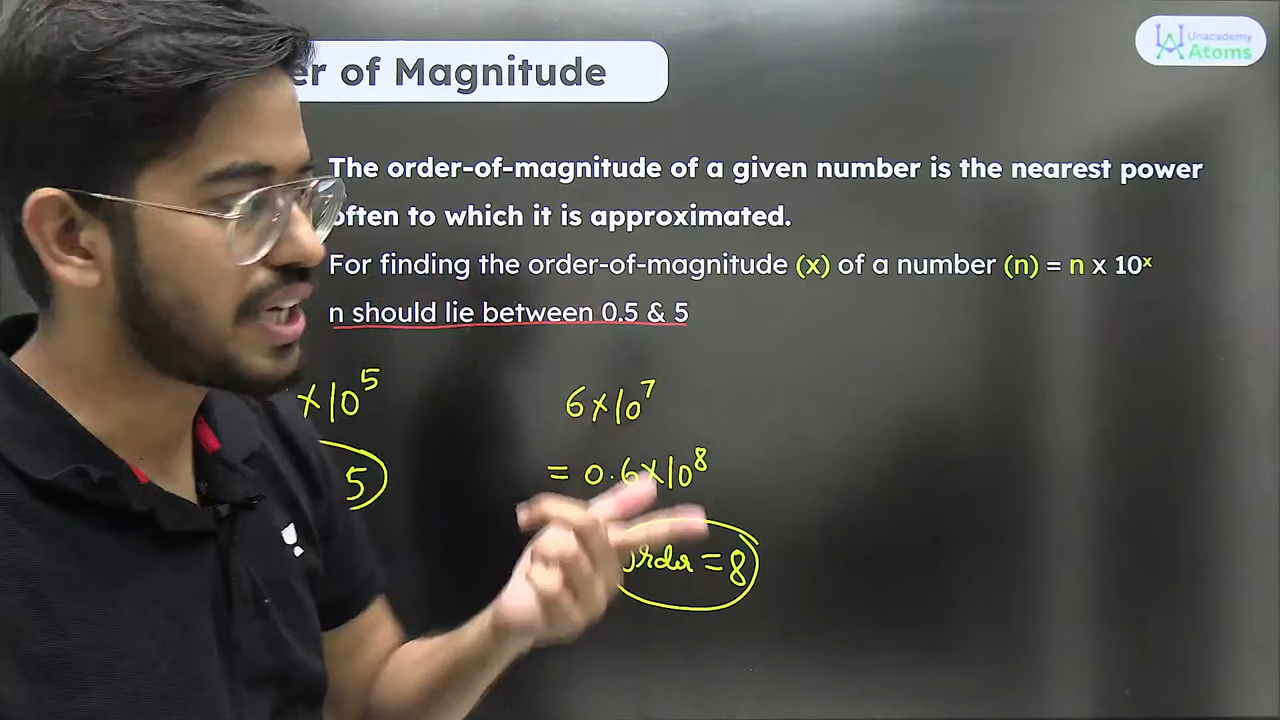 er of Magnitude
Unacademy
Atoms
The order-of-magnitude of a given number is the nearest power
often to which it is approximated.
For finding the order-of-magnitude (x) of a number (n) = n x 10ˣ
n should lie between 0.5 & 5
×10⁵
5
6×10⁷
= 0.6×10⁸
order = 8